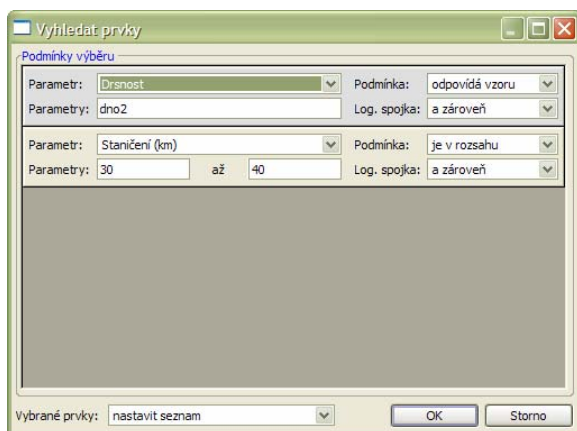 Vyhledat prvky
Podmínky výběru
Parametr: Drsnost Podmínka: odpovídá vzoru
Parametry: dno2 Log. spojka: a zároveň
Parametr: Staničení (km) Podmínka: je v rozsahu
Parametry: 30 až 40 Log. spojka: a zároveň
Vybrané prvky: nastavit seznam OK Storno